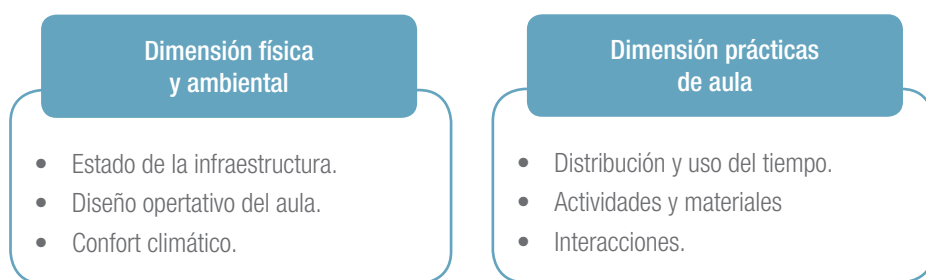 Dimensión física
y ambiental
• Estado de la infraestructura.
• Diseño opertativo del aula.
• Confort climático.
Dimensión prácticas
de aula
• Distribución y uso del tiempo.
• Actividades y materiales
• Interacciones.